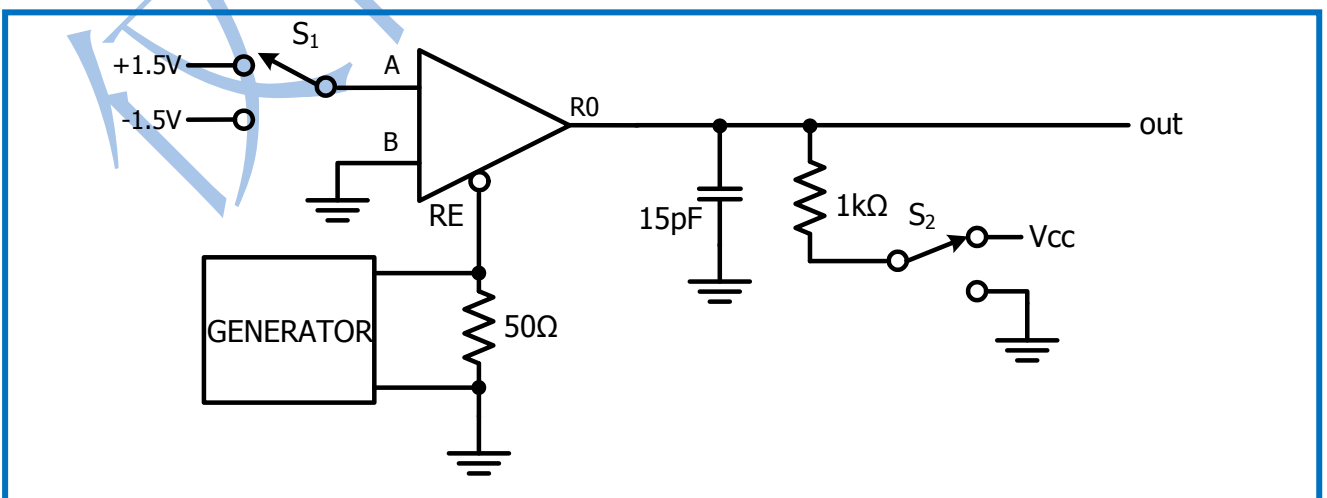 S1
+1.5V
A
-1.5V
R0
out
B
RE
15pF
1kΩ
S2
Vcc
GENERATOR
50Ω